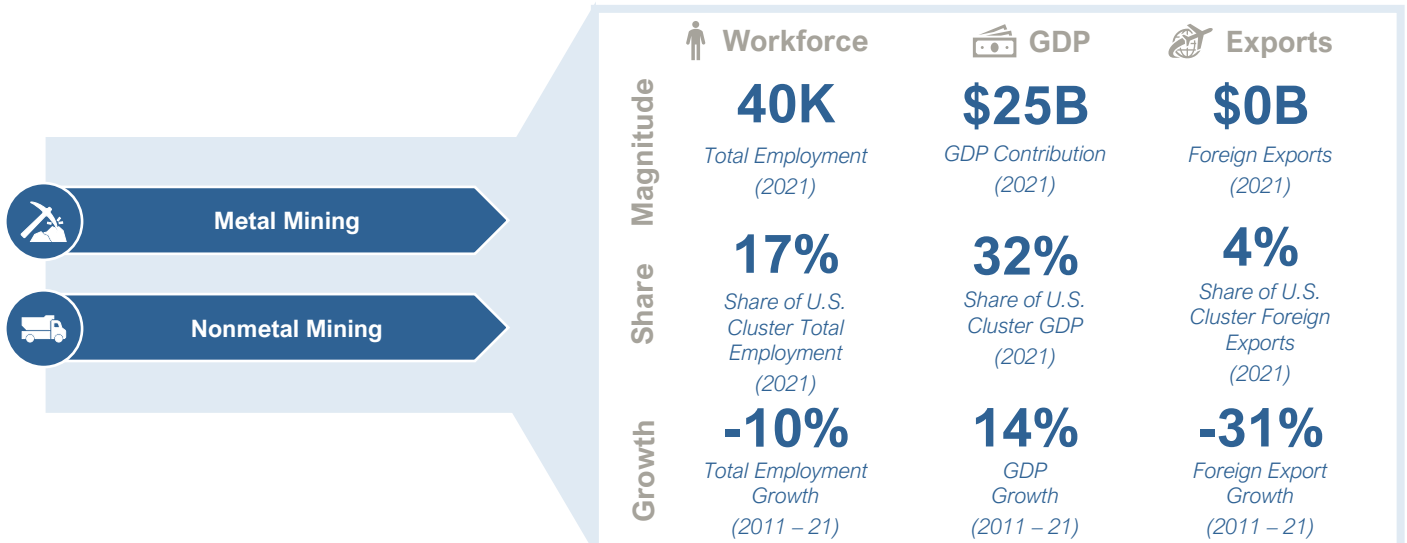 Workforce
GDP
Exports
Magnitude
40K
Total Employment
(2021)
$25B
GDP Contribution
(2021)
$0B
Foreign Exports
(2021)
Metal Mining
Nonmetal Mining
Share
17%
Share of U.S.
Cluster Total
Employment
(2021)
32%
Share of U.S.
Cluster GDP
(2021)
4%
Share of U.S.
Cluster Foreign
Exports
(2021)
Growth
-10%
Total Employment
Growth
(2011 – 21)
14%
GDP
Growth
(2011 – 21)
-31%
Foreign Export
Growth
(2011 – 21)